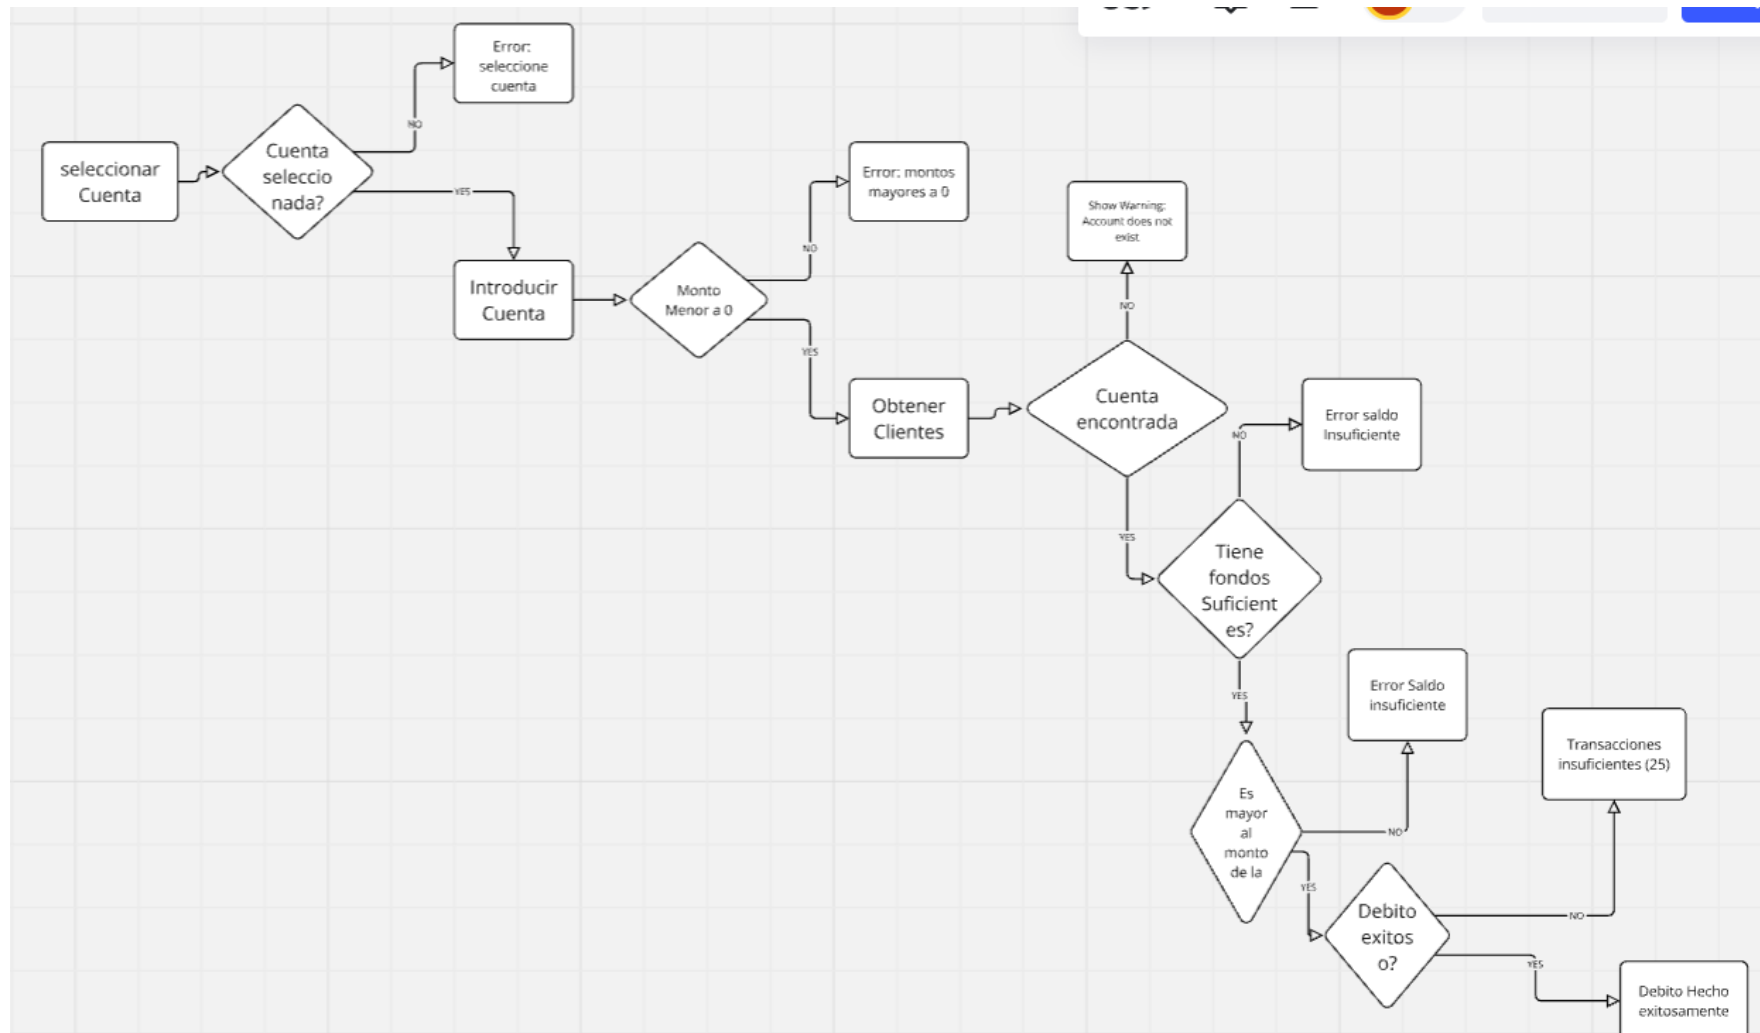 Error:
seleccione
cuenta
NO
seleccionar
Cuenta
Cuenta
seleccio
nada?
YES
Introducir
Cuenta
Monto
Menor a 0
NO
Error: montos
mayores a 0
YES
Obtener
Clientes
Cuenta
encontrada
NO
Show Warning:
Account does not
exist
YES
Tiene
fondos
Suficient
es?
NO
Error saldo
Insuficiente
YES
Es
mayor
al
monto
de la
NO
Error Saldo
insuficiente
YES
Debito
exitos
o?
NO
Transacciones
insuficientes (25)
YES
Debito Hecho
exitosamente